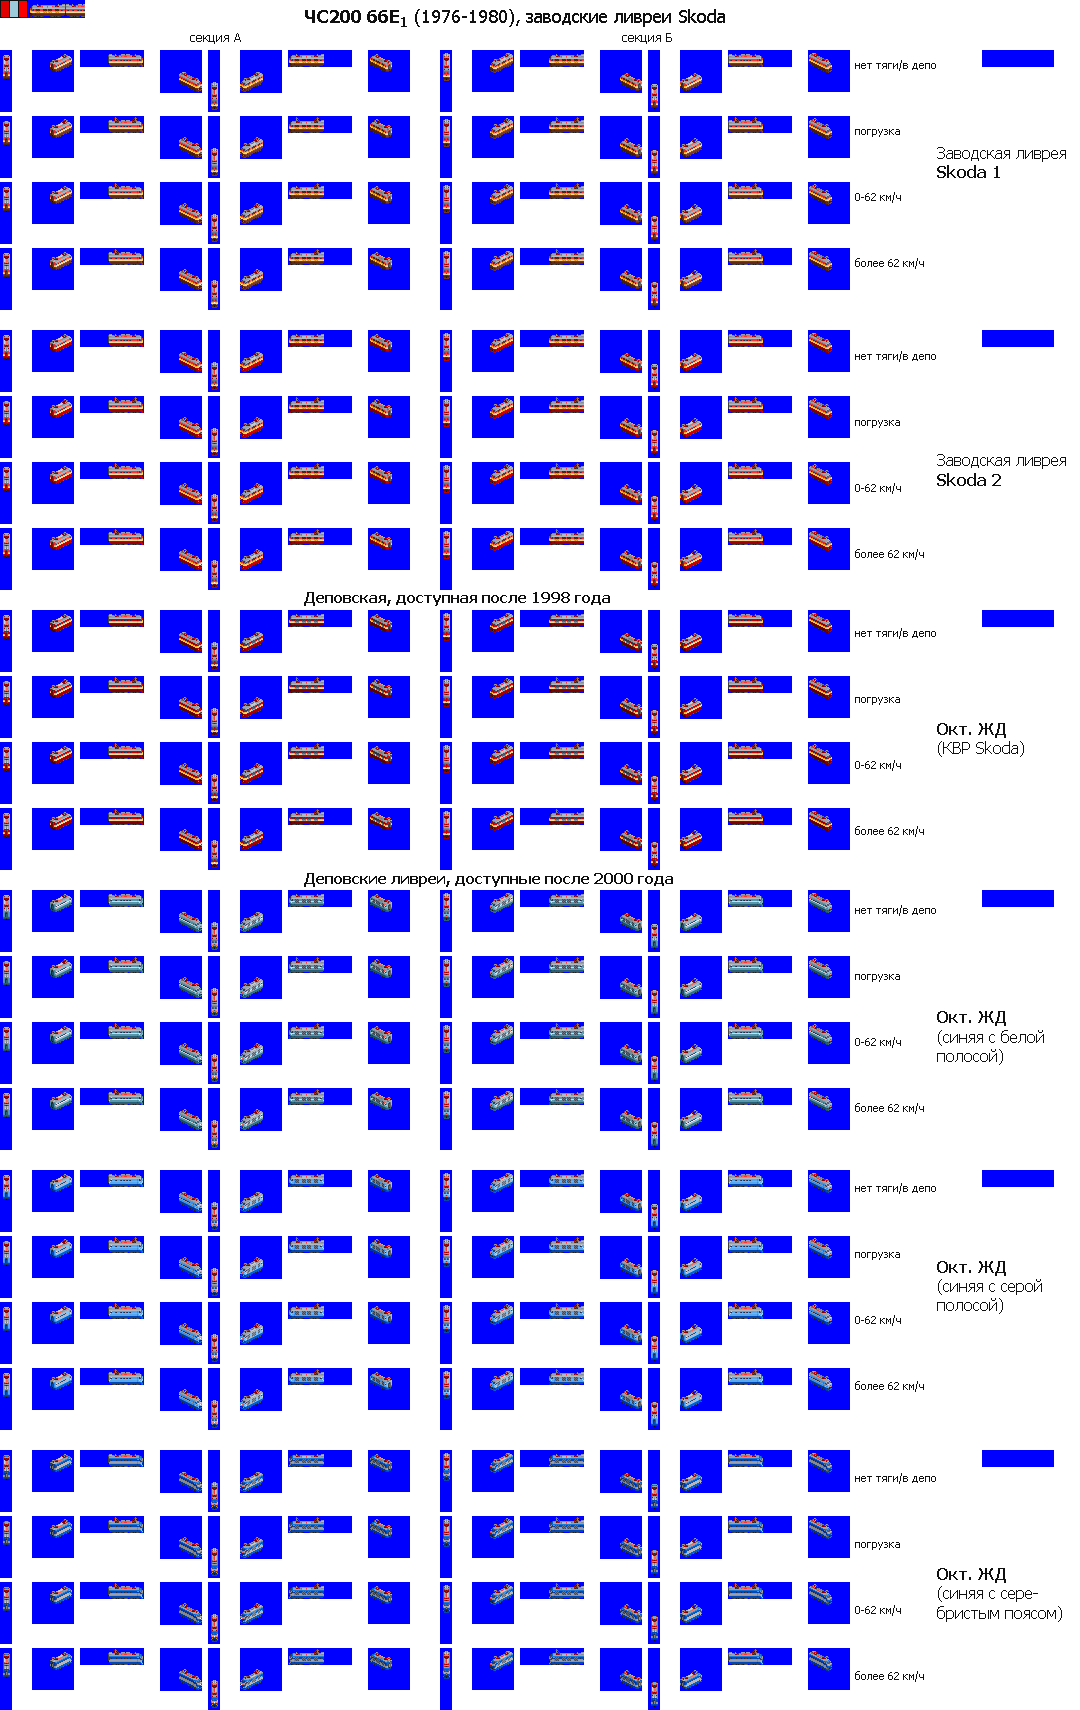 ЧС200 66Е₁ (1976-1980), заводские ливреи Skoda
секция А
секция Б
нет тяги/в депо
погрузка
Заводская ливрея
Skoda 1
0-62 км/ч
более 62 км/ч
нет тяги/в депо
погрузка
Заводская ливрея
Skoda 2
0-62 км/ч
более 62 км/ч
Деповская, доступная после 1998 года
нет тяги/в депо
погрузка
Окт. ЖД
(КВР Skoda)
0-62 км/ч
более 62 км/ч
Деповские ливреи, доступные после 2000 года
нет тяги/в депо
погрузка
Окт. ЖД
(синяя с белой
полосой)
0-62 км/ч
более 62 км/ч
нет тяги/в депо
погрузка
Окт. ЖД
(синяя с серой
полосой)
0-62 км/ч
более 62 км/ч
нет тяги/в депо
погрузка
Окт. ЖД
(синяя с сере-
бристым поясом)
0-62 км/ч
более 62 км/ч